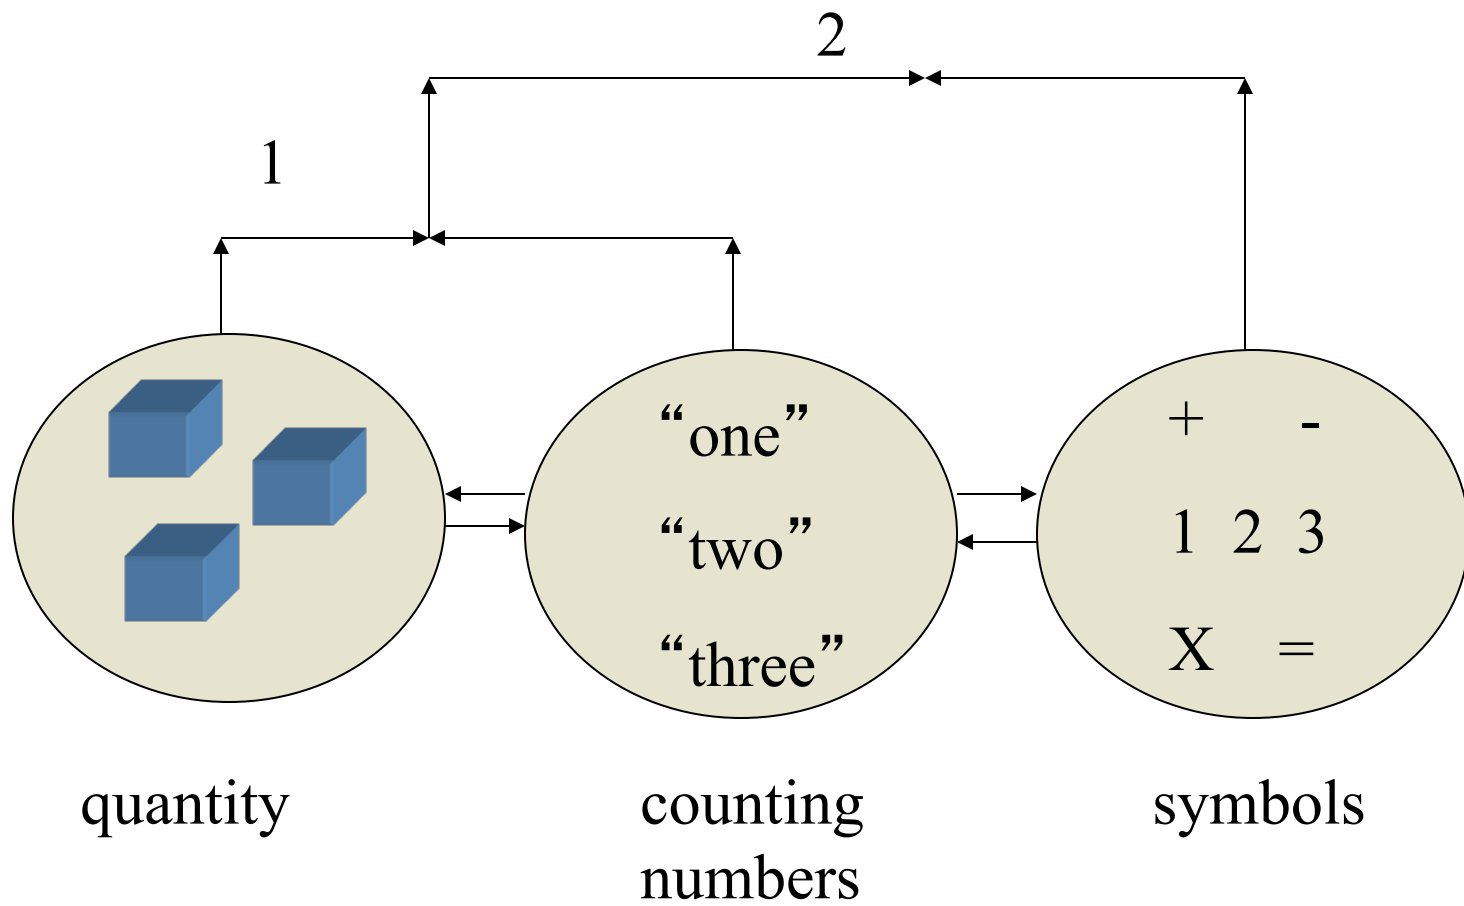 2
1
“one”
“two”
“three”
+ -
1 2 3
X =
quantity
counting
numbers
symbols